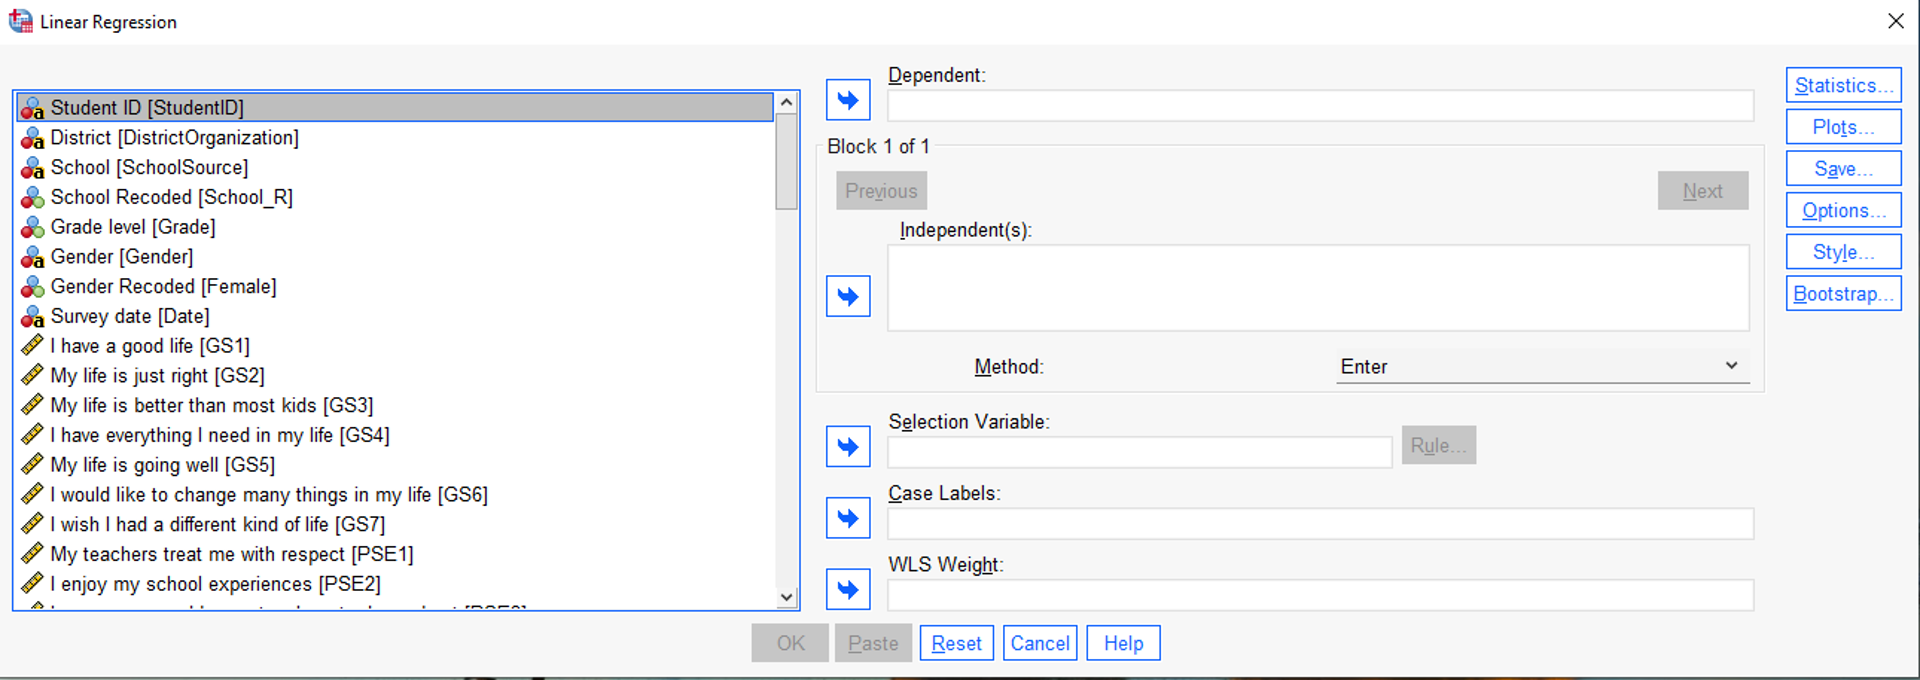 Linear Regression
Student ID [StudentID]
District [DistrictOrganization]
School [SchoolSource]
School Recoded [School_R]
Grade level [Grade]
Gender [Gender]
Gender Recoded [Female]
Survey date [Date]
I have a good life [GS1]
My life is just right [GS2]
My life is better than most kids [GS3]
I have everything I need in my life [GS4]
My life is going well [GS5]
I would like to change many things in my life [GS6]
I wish I had a different kind of life [GS7]
My teachers treat me with respect [PSE1]
I enjoy my school experiences [PSE2]
Dependent:
Block 1 of 1
Previous
Next
Independent(s):
Method:
Enter
Selection Variable:
Rule...
Case Labels:
WLS Weight:
Statistics...
Plots...
Save...
Options...
Style...
Bootstrap...
OK
Paste
Reset
Cancel
Help